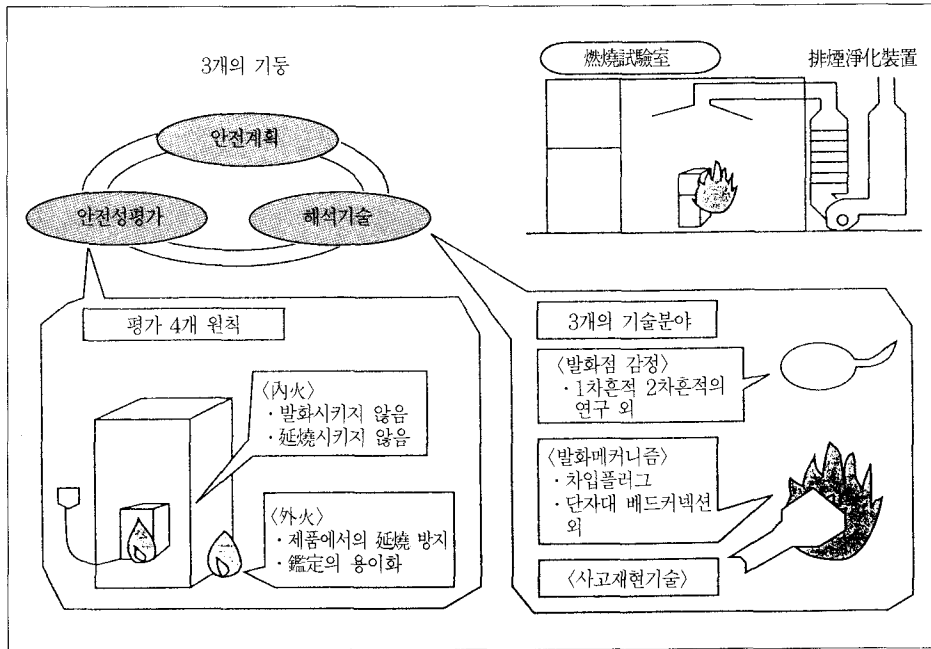 3개의 기둥
안전계획
안전성평가
해석기술
燃燒試驗室
排煙淨化裝置
평가 4개 원칙
〈內火〉
· 발화시키지 않음
· 延燒시키지 않음
〈外火〉
· 제품에서의 延燒 방지
· 鑑定의 용이화
3개의 기술분야
〈발화점 감정〉
· 1차흔적 2차흔적의
연구 외
〈발화메커니즘〉
· 차입플러그
· 단자대 배드커넥션
외
〈사고재현기술〉